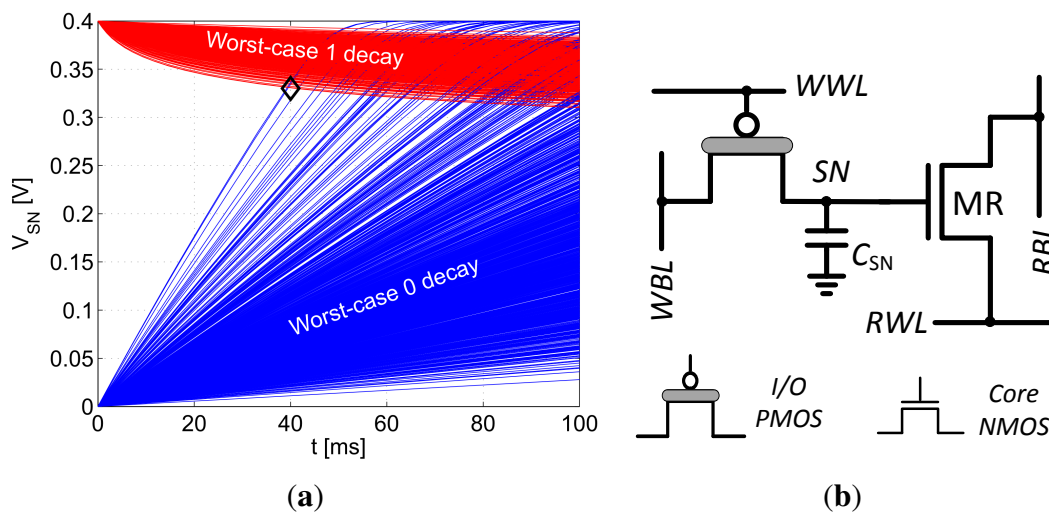 0.4
0.35
0.3
0.25
0.2
0.15
0.1
0.05
0
V_SN [V]
Worst-case 1 decay
Worst-case 0 decay
0
20
40
60
80
100
t [ms]
(a)
WWL
SN
MR
C_SN
WBL
RBL
RWL
I/O
PMOS
Core
NMOS
(b)